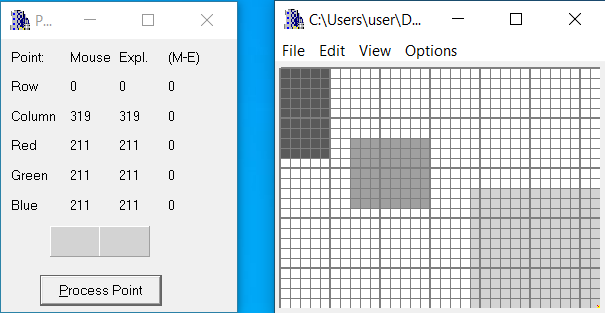 P...
Point: Mouse Expl. (M-E)
Row 0 0 0
Column 319 319 0
Red 211 211 0
Green 211 211 0
Blue 211 211 0
Process Point
C:\Users\user\D...
File Edit View Options